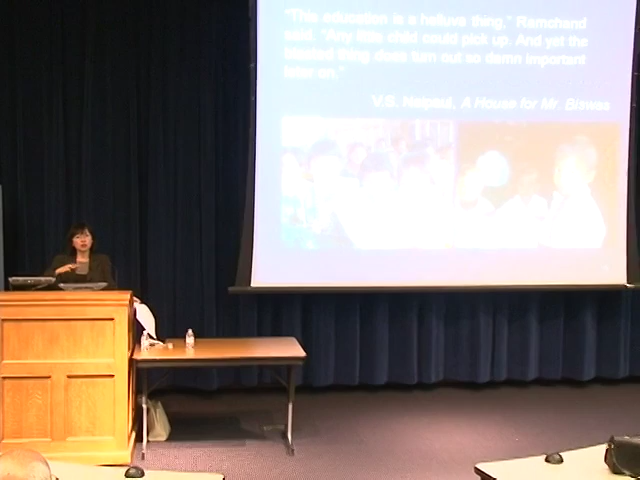 "This education is a helluva thing," Ramchand
said. "Any little child could pick up. And yet the
blasted thing does turn out so damn important
later on."
V.S. Naipaul, A House for Mr. Biswas